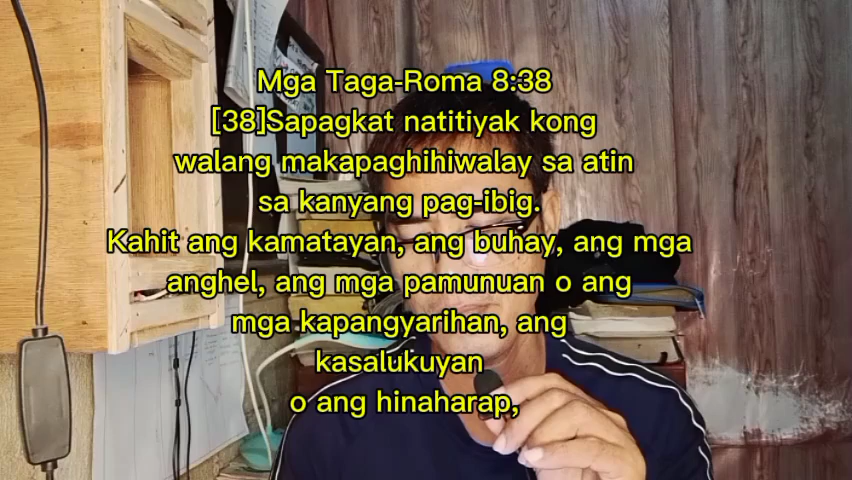 Mga Taga-Roma 8:38
[38]Sapagkat natitiyak kong
walang makapaghihiwalay sa atin
sa kanyang pag-ibig.
Kahit ang kamatayan, ang buhay, ang mga
anghel, ang mga pamunuan o ang
mga kapangyarihan, ang
kasalukuyan
o ang hinaharap,